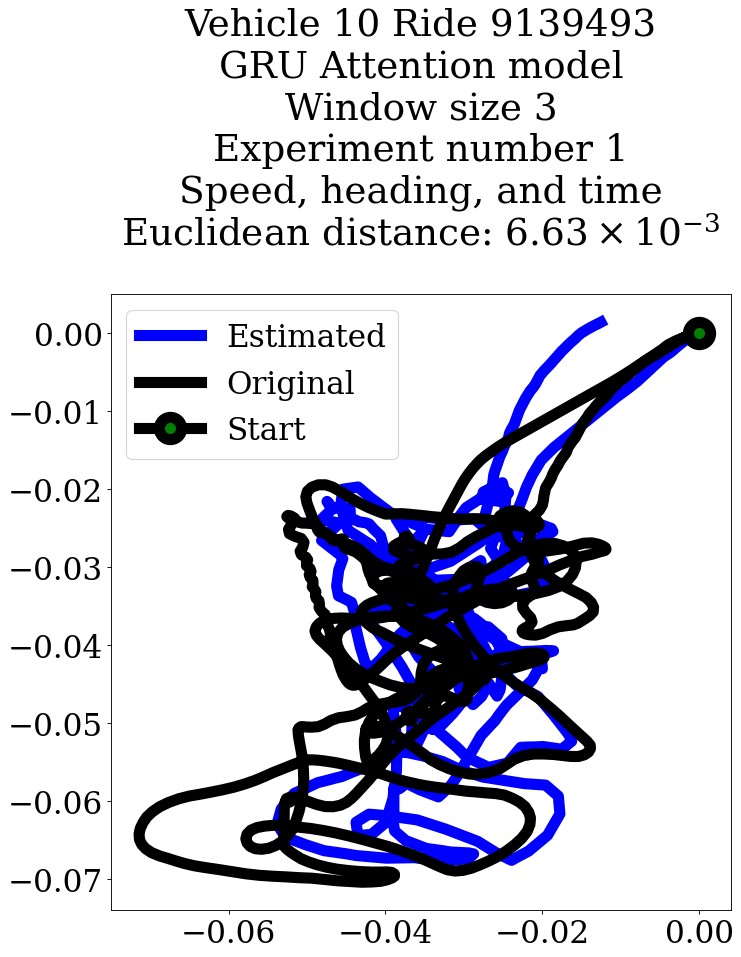 Vehicle 10 Ride 9139493
GRU Attention model
Window size 3
Experiment number 1
Speed, heading, and time
Euclidean distance: 6.63 × 10⁻³
Estimated
Original
Start
0.00
−0.01
−0.02
−0.03
−0.04
−0.05
−0.06
−0.07
−0.06
−0.04
−0.02
0.00